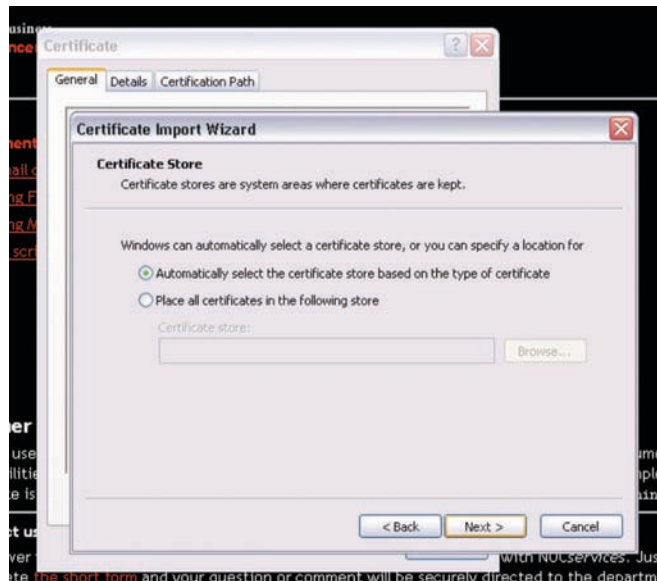 Certificate
General Details Certification Path
Certificate Import Wizard
Certificate Store
Certificate stores are system areas where certificates are kept.
Windows can automatically select a certificate store, or you can specify a location for
Automatically select the certificate store based on the type of certificate
Place all certificates in the following store
Certificate store:
Browse...
< Back
Next >
Cancel
with NUCservices. Jus
the short form and your question or comment will be securely directed to the departm